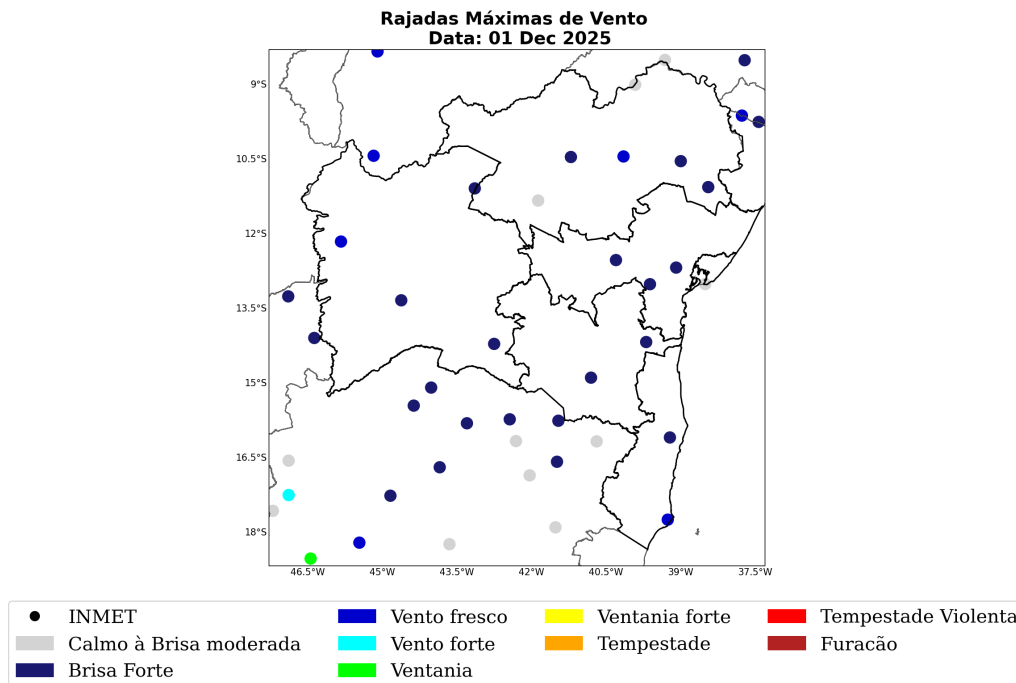 Rajadas Máximas de Vento
Data: 01 Dec 2025
9°S
10.5°S
12°S
13.5°S
15°S
16.5°S
18°S
46.5°W 45°W 43.5°W 42°W 40.5°W 39°W 37.5°W
INMET Vento fresco Ventania forte Tempestade Violenta
Calmo à Brisa moderada Vento forte Tempestade Furacão
Brisa Forte Ventania